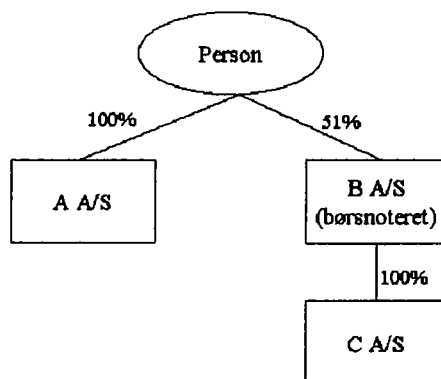 Person
100%
51%
A A/S
B A/S
(børsnoteret)
100%
C A/S